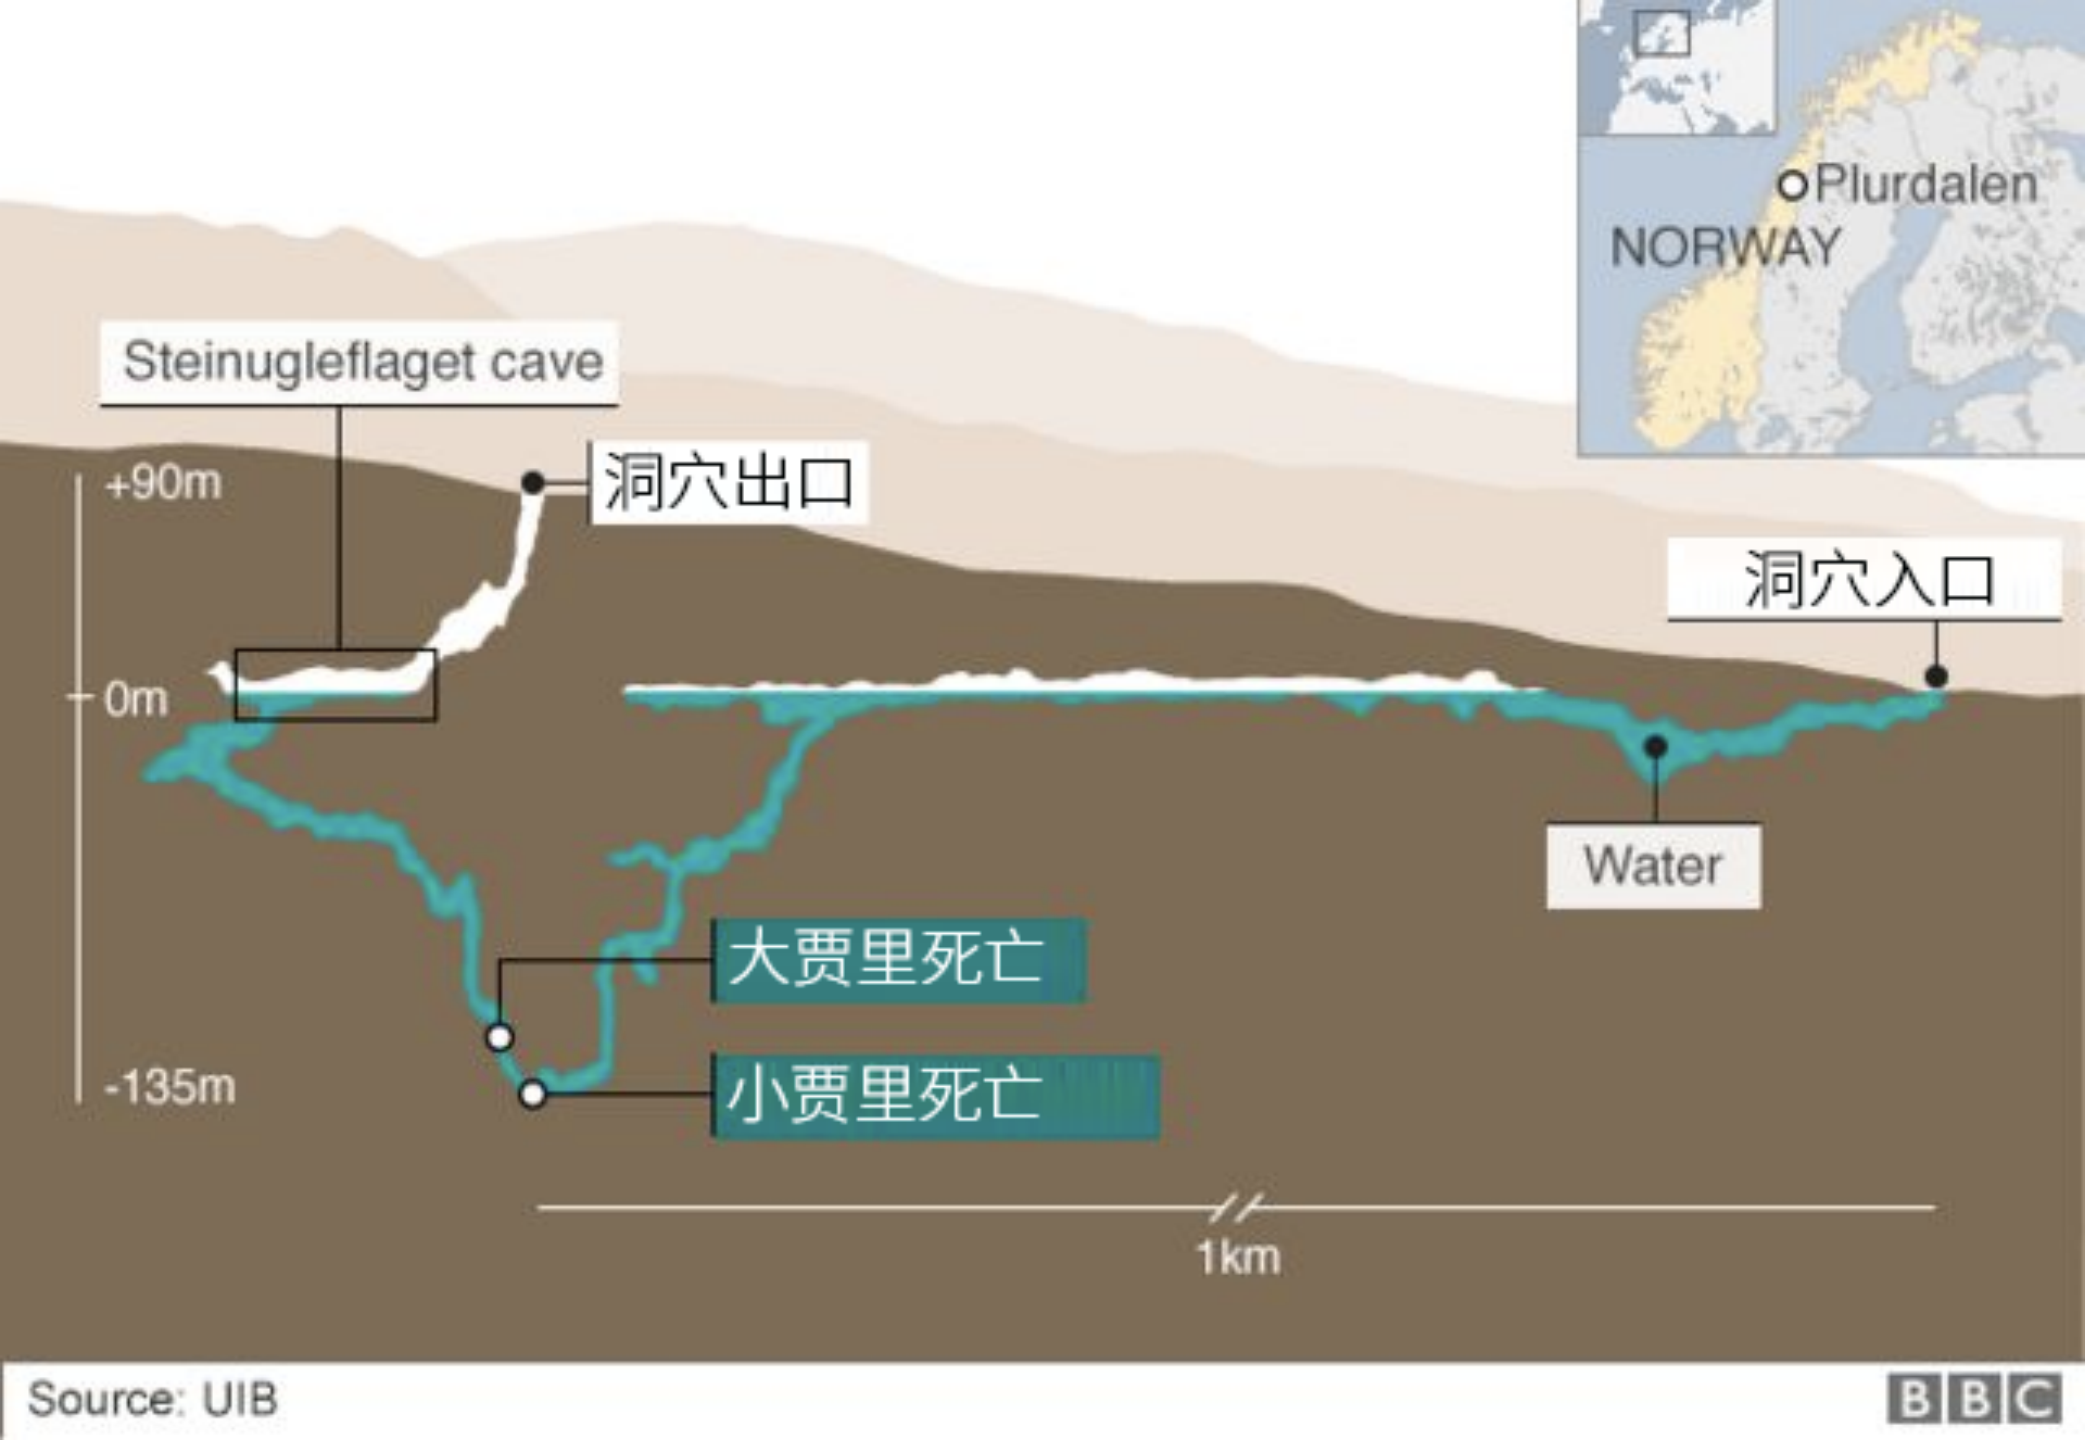 Plurdalen
NORWAY
Steinugleflaget cave
+90m
洞穴出口
洞穴入口
0m
Water
大贾里死亡
小贾里死亡
-135m
1km
Source: UIB
BBC